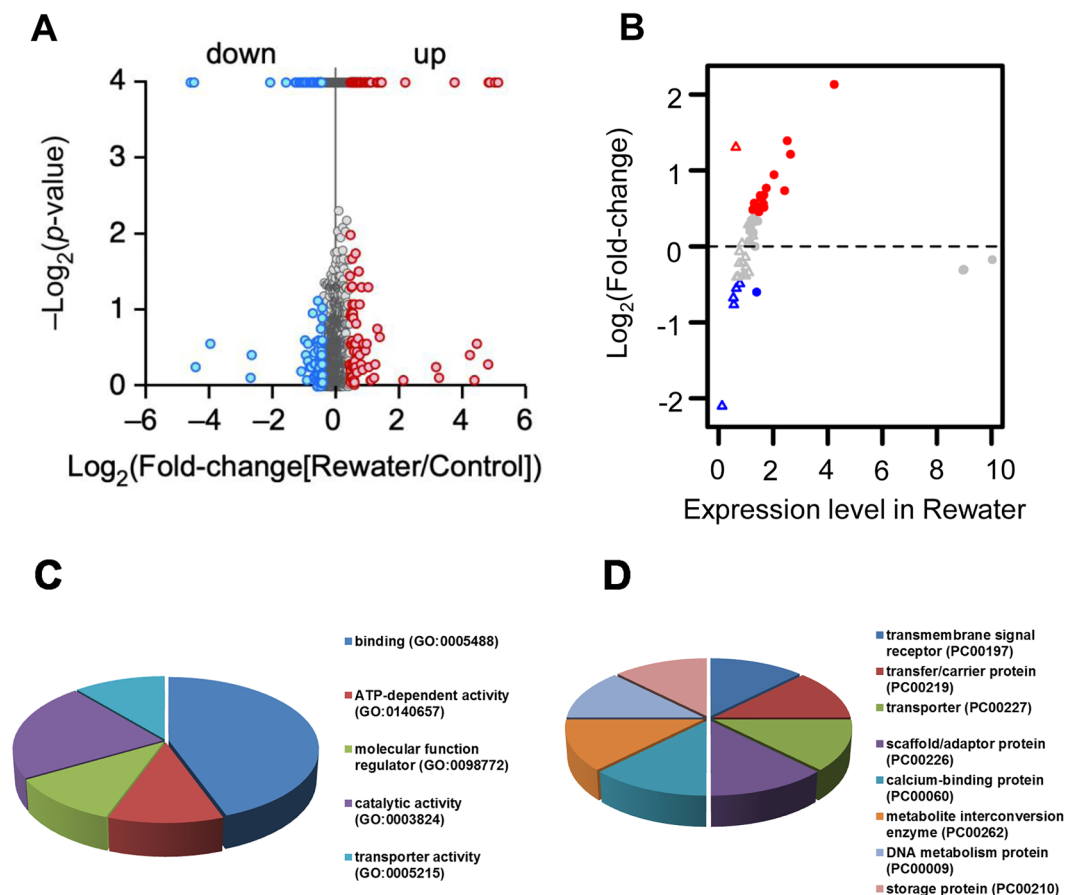 A
down
up
4
3
2
1
0
–Log2(p-value)
–6
–4
–2
0
2
4
6
Log2(Fold-change[Rewater/Control])
B
2
1
0
-1
-2
Log2(Fold-change)
0
2
4
6
8
10
Expression level in Rewater
C
binding (GO:0005488)
ATP-dependent activity
(GO:0140657)
molecular function
regulator (GO:0098772)
catalytic activity
(GO:0003824)
transporter activity
(GO:0005215)
D
transmembrane signal
receptor (PC00197)
transfer/carrier protein
(PC00219)
transporter (PC00227)
scaffold/adaptor protein
(PC00226)
calcium-binding protein
(PC00060)
metabolite interconversion
enzyme (PC00262)
DNA metabolism protein
(PC00009)
storage protein (PC00210)